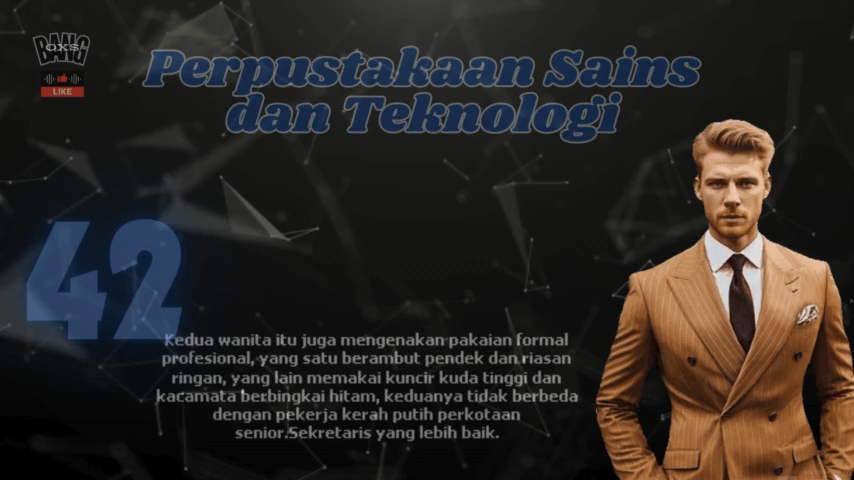 BANG
OXS
LIKE
Perpustakaan Sains
dan Teknologi
42
Kedua wanita itu juga mengenakan pakaian formal
profesional, yang satu berambut pendek dan riasan
ringan, yang lain memakai kuncir kuda tinggi dan
kacamata berbingkai hitam, keduanya tidak berbeda
dengan pekerja kerah putih perkotaan
senior.Sekretaris yang lebih baik.